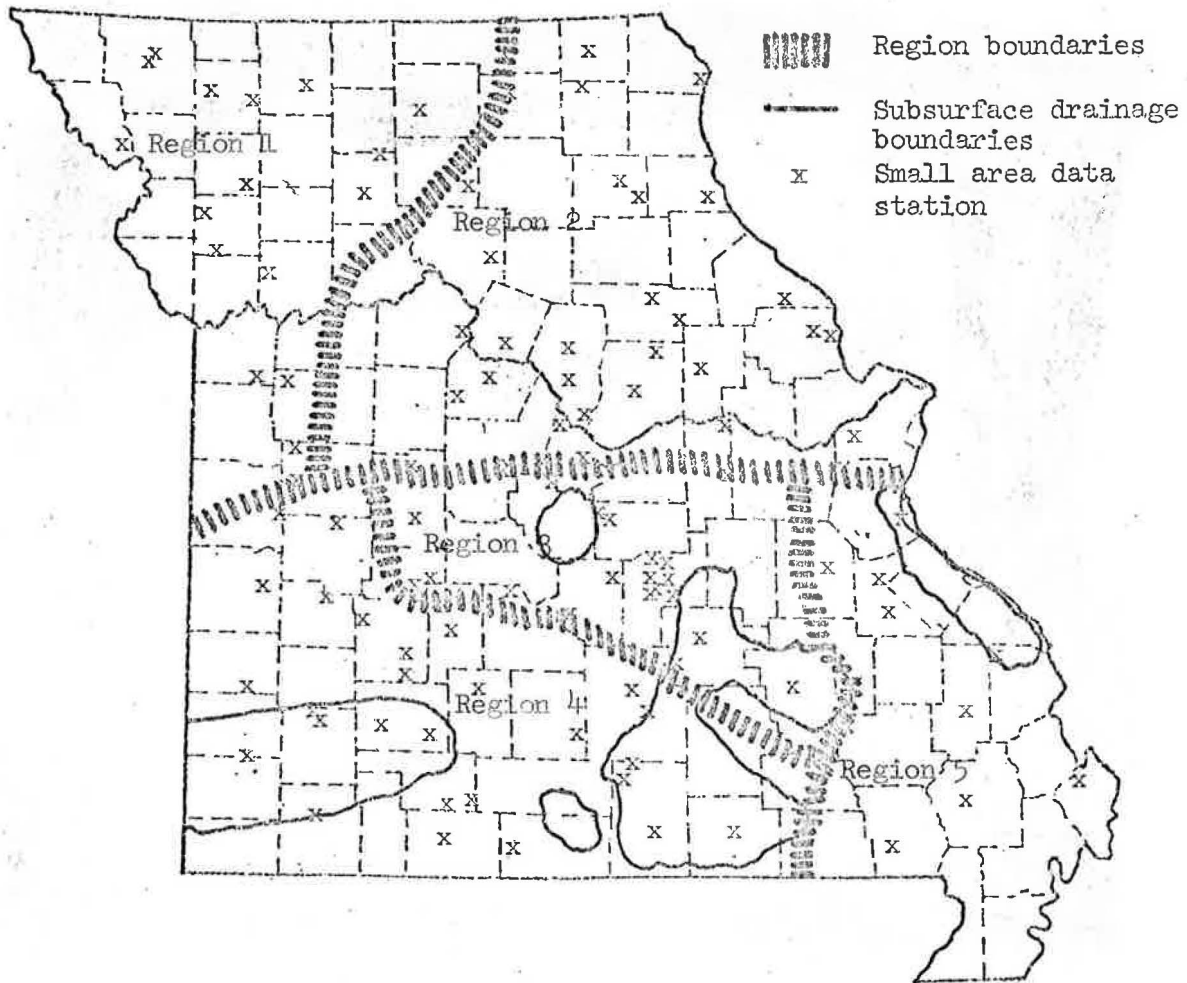 Region boundaries
Subsurface drainage
boundaries
x Small area data
station
Region 1
Region 2
Region 3
Region 4
Region 5